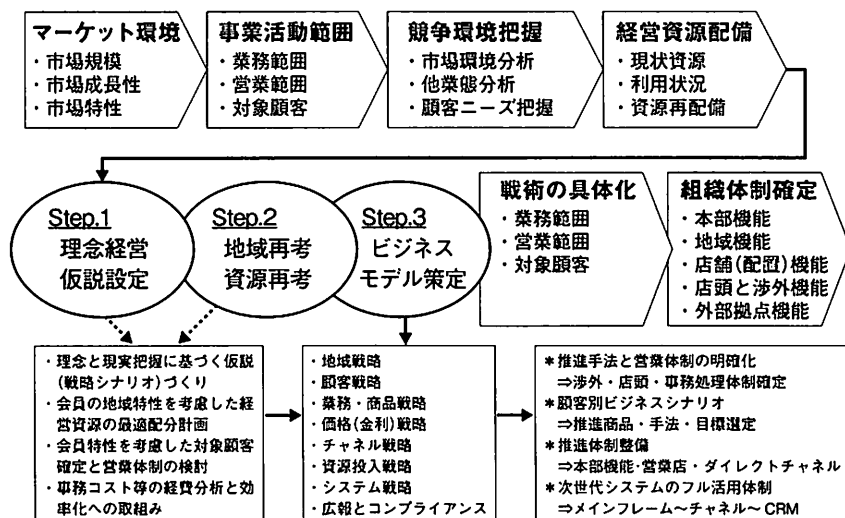 マーケット環境
・市場規模
・市場成長性
・市場特性
事業活動範囲
・業務範囲
・営業範囲
・対象顧客
競争環境把握
・市場環境分析
・他業態分析
・顧客ニーズ把握
経営資源配備
・現状資源
・利用状況
・資源再配備
Step.1
理念経営
仮説設定
Step.2
地域再考
資源再考
Step.3
ビジネス
モデル策定
戦術の具体化
・業務範囲
・営業範囲
・対象顧客
組織体制確定
・本部機能
・地域機能
・店舗(配置)機能
・店頭と渉外機能
・外部拠点機能
・理念と現実把握に基づく仮説
(戦略シナリオ)づくり
・会員の地域特性を考慮した経
営資源の最適配分計画
・会員特性を考慮した対象顧客
確定と営業体制の検討
・事務コスト等の経費分析と効
率化への取組み
・地域戦略
・顧客戦略
・業務・商品戦略
・価格(金利)戦略
・チャネル戦略
・資源投入戦略
・システム戦略
・広報とコンプライアンス
*推進手法と営業体制の明確化
⇒渉外・店頭・事務処理体制確定
*顧客別ビジネスシナリオ
⇒推進商品・手法・目標選定
*推進体制整備
⇒本部機能・営業店・ダイレクトチャネル
*次世代システムのフル活用体制
⇒メインフレーム〜チャネル〜CRM